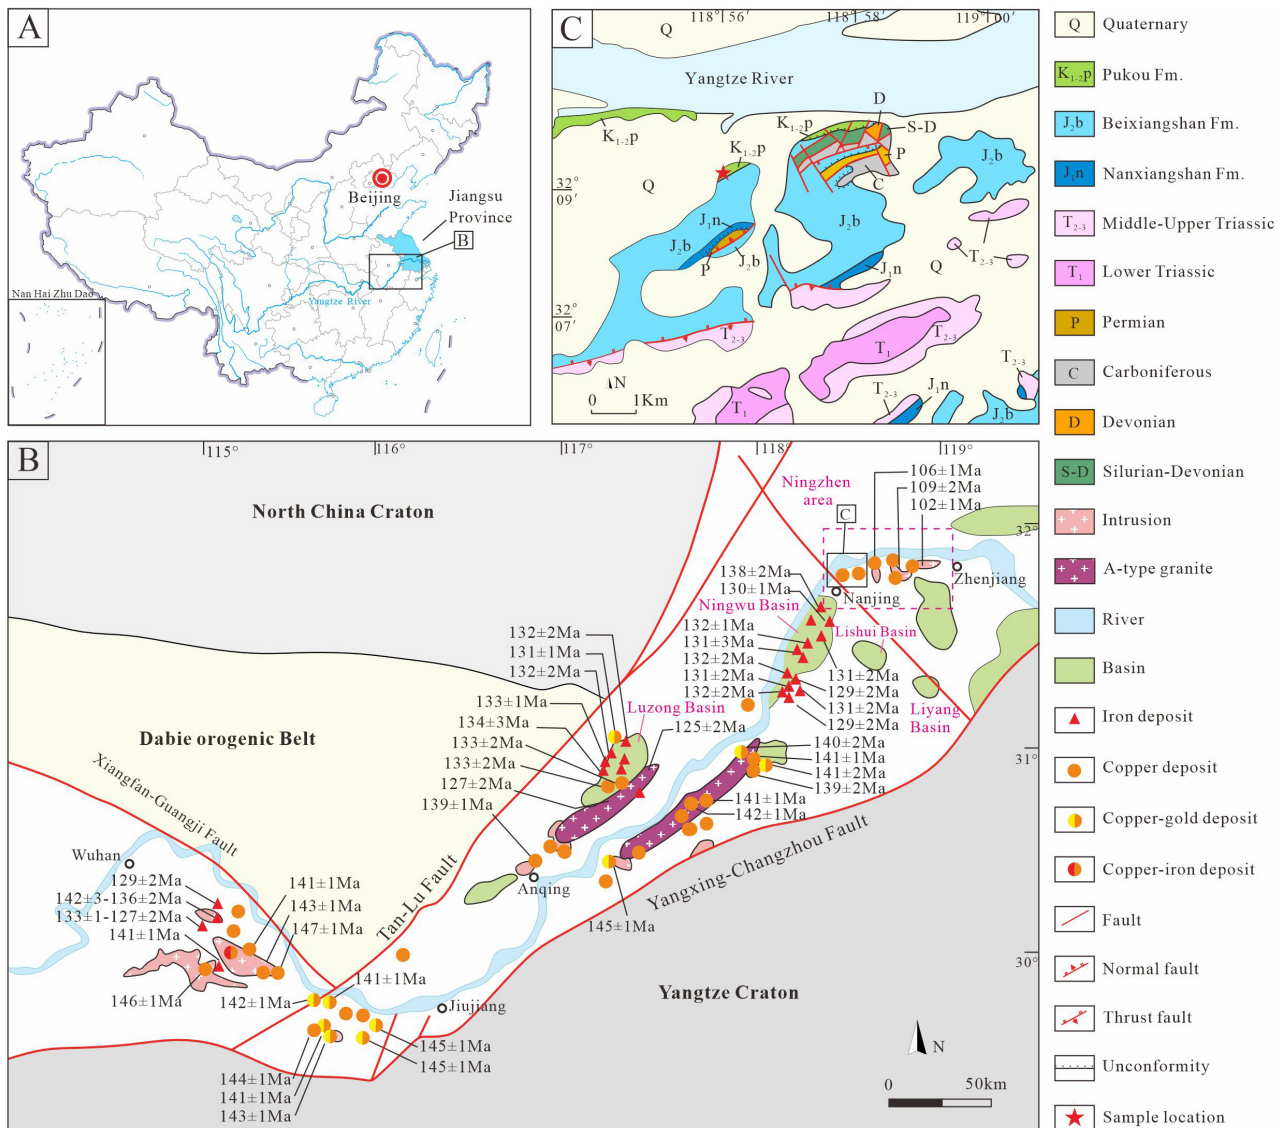 A
Beijing
Jiangsu
Province
B
Yangtze River
Nan Hai Zhu Dao
C
118°56′
118°58′
119°00′
Q
Yangtze River
D
S-D
K₁₋₂p
K₁₋₂p
K₁₋₂p
P
C
J₂b
32°
09′
Q
J₁n
J₂b
J₂b
P
J₂b
J₁n
Q
T₂₋₃
32°
07′
T₂₋₃
T₁
T₂₋₃
T₂₋₃
N
0 1Km
T₁
T₂₋₃
J₁n
J₂b
B
115°
116°
117°
118°
119°
North China Craton
Ningzhen
area
C
106±1Ma
109±2Ma
102±1Ma
32°
Zhenjiang
Nanjing
138±2Ma
130±1Ma
Ningwu Basin
132±1Ma
131±3Ma
132±2Ma
131±2Ma
132±2Ma
Lishui Basin
131±2Ma
129±2Ma
131±2Ma
129±2Ma
Liyang
Basin
132±2Ma
131±1Ma
132±2Ma
133±1Ma
134±3Ma
133±2Ma
133±2Ma
127±2Ma
139±1Ma
Luzong Basin
125±2Ma
140±2Ma
141±1Ma
141±2Ma
139±2Ma
31°
141±1Ma
142±1Ma
Dabie orogenic Belt
Xiangfan-Guangji Fault
Tan-Lu Fault
Yangxing-Changzhou Fault
Anqing
145±1Ma
Wuhan
129±2Ma
142±3-136±2Ma
133±1-127±2Ma
141±1Ma
141±1Ma
143±1Ma
147±1Ma
146±1Ma
142±1Ma
141±1Ma
Jiujiang
30°
Yangtze Craton
145±1Ma
145±1Ma
144±1Ma
141±1Ma
143±1Ma
N
0 50km
Q Quaternary
K₁₋₂p Pukou Fm.
J₂b Beixiangshan Fm.
J₁n Nanxiangshan Fm.
T₂₋₃ Middle-Upper Triassic
T₁ Lower Triassic
P Permian
C Carboniferous
D Devonian
S-D Silurian-Devonian
Intrusion
A-type granite
River
Basin
Iron deposit
Copper deposit
Copper-gold deposit
Copper-iron deposit
Fault
Normal fault
Thrust fault
Unconformity
Sample location